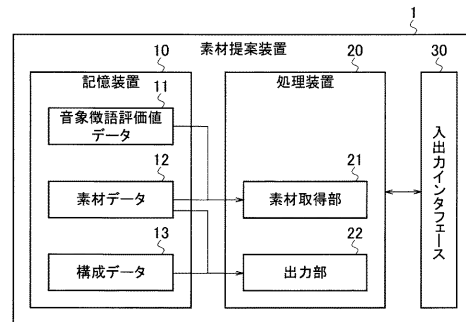 1
素材提案装置
10
記憶装置
11
音象徴語評価値
データ
12
素材データ
13
構成データ
20
処理装置
21
素材取得部
22
出力部
30
入出力インタフェース